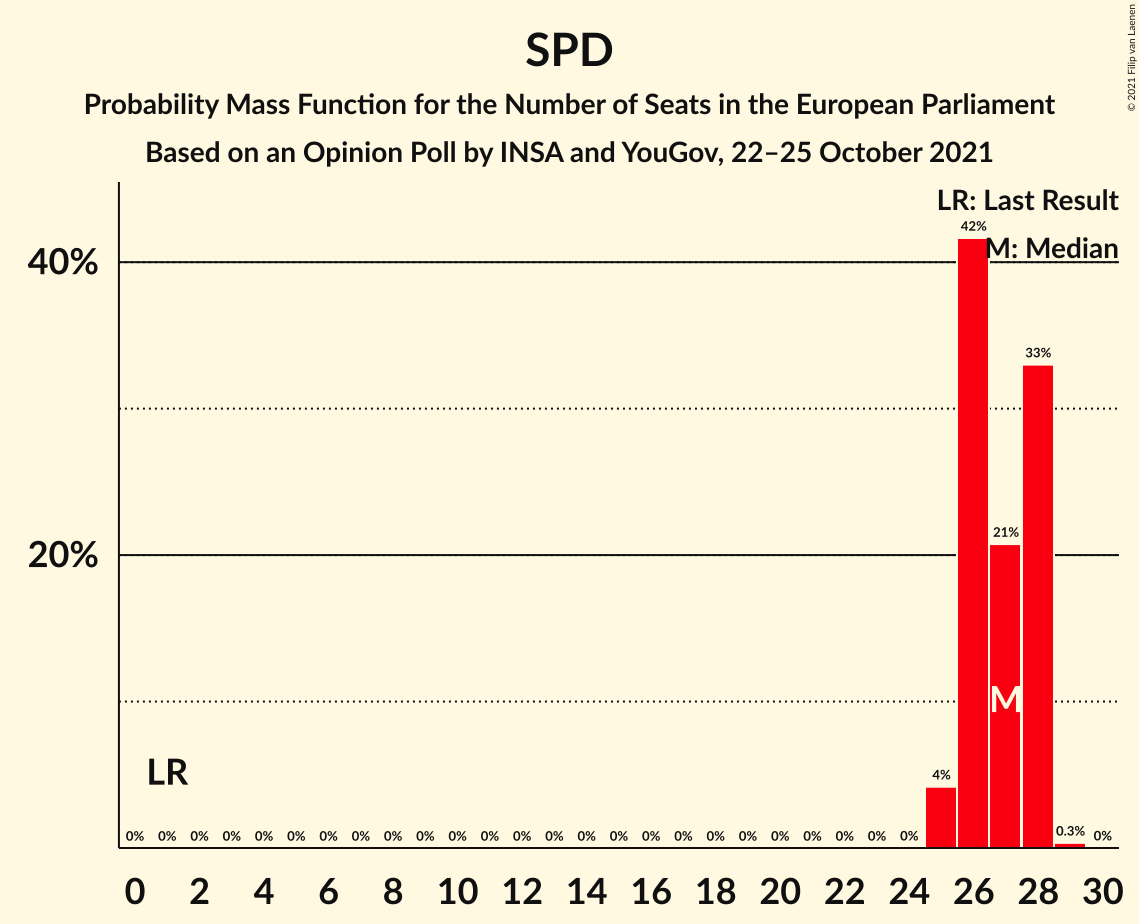 SPD
Probability Mass Function for the Number of Seats in the European Parliament
Based on an Opinion Poll by INSA and YouGov, 22–25 October 2021
© 2021 Filip van Laenen
LR: Last Result
M: Median
42%
40%
33%
21%
20%
M
LR
4%
0% 0% 0% 0% 0% 0% 0% 0% 0% 0% 0% 0% 0% 0% 0% 0% 0% 0% 0% 0% 0% 0% 0% 0% 0% 0.3% 0%
0 2 4 6 8 10 12 14 16 18 20 22 24 26 28 30